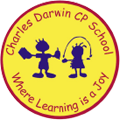 Charles Darwin CP School
Where Learning is a Joy